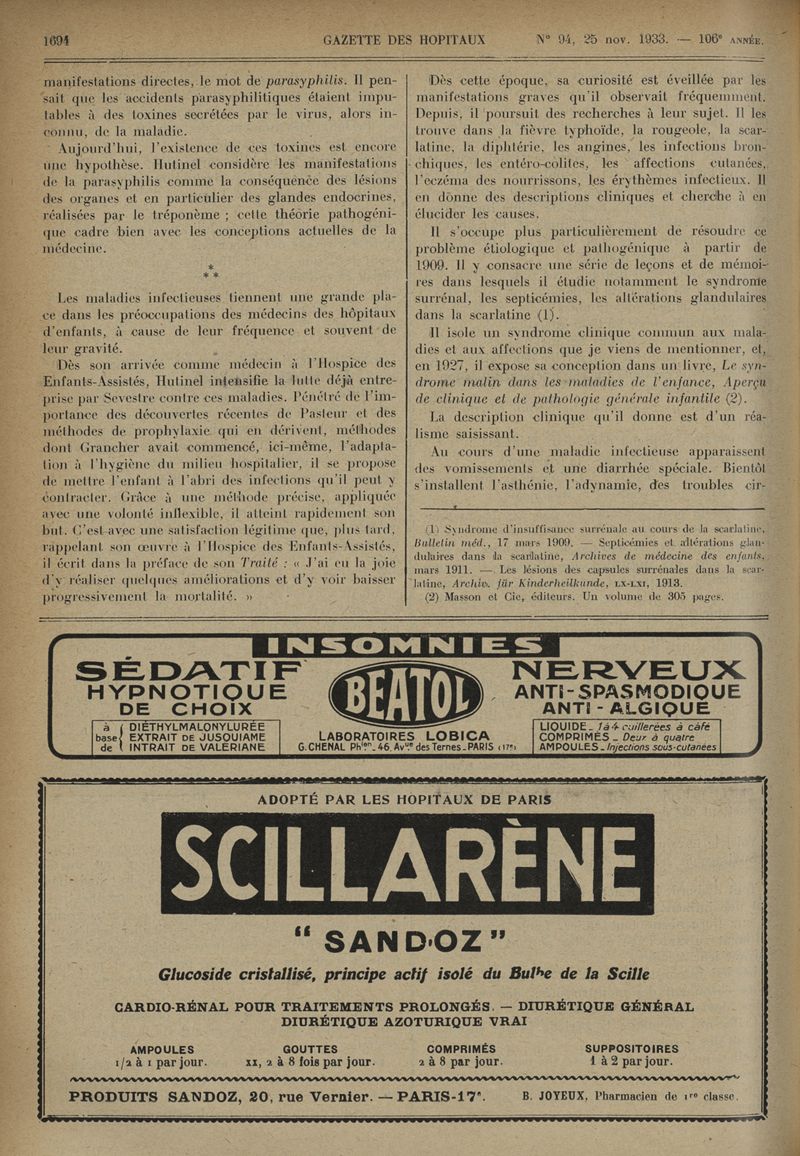 1694 GAZETTE DES HOPITAUX N° 94, 25 nov. 1933. — 106e ANNÉE.
manifestations directes, le mot de parasyphilis. Il pen-
sait que les accidents parasyphilitiques étaient impu-
tables à des toxines secrétées par le virus, alors in-
connu, de la maladie.
Aujourd'hui, l'existence de ces toxines est encore
une hypothèse. Hutinel considère les manifestations
de la parasyphilis comme la conséquence des lésions
des organes et en particulier des glandes endocrines,
réalisées par le tréponème ; cette théorie pathogéni-
que cadre bien avec les conceptions actuelles de la
médecine.
*
* *
Les maladies infectieuses tiennent une grande pla-
ce dans les préoccupations des médecins des hôpitaux
d'enfants, à cause de leur fréquence et souvent de
leur gravité.
Dès son arrivée comme médecin à l'Hospice des
Enfants-Assistés, Hutinel intensifie la lutte déjà entre-
prise par Sevestre contre ces maladies. Pénétré de l'im-
portance des découvertes récentes de Pasteur et des
méthodes de prophylaxie qui en dérivent, méthodes
dont Grancher avait commencé, ici-même, l'adapta-
tion à l'hygiène du milieu hospitalier, il se propose
de mettre l'enfant à l'abri des infections qu'il peut y
contracter. Grâce à une méthode précise, appliquée
avec une volonté inflexible, il atteint rapidement son
but. C'est avec une satisfaction légitime que, plus tard,
rappelant son œuvre à l'Hospice des Enfants-Assistés,
il écrit dans la préface de son Traité : « J'ai eu la joie
d'y réaliser quelques améliorations et d'y voir baisser
progressivement la mortalité. »
Dès cette époque, sa curiosité est éveillée par les
manifestations graves qu'il observait fréquemment.
Depuis, il poursuit des recherches à leur sujet. Il les
trouve dans la fièvre typhoïde, la rougeole, la scar-
latine, la diphtérie, les angines, les infections bron-
chiques, les entéro-colites, les affections cutanées,
l'eczéma des nourrissons, les érythèmes infectieux. Il
en donne des descriptions cliniques et cherche à en
élucider les causes.
Il s'occupe plus particulièrement de résoudre ce
problème étiologique et pathogénique à partir de
1909. Il y consacre une série de leçons et de mémoi-
res dans lesquels il étudie notamment le syndrome
surrénal, les septicémies, les altérations glandulaires
dans la scarlatine (1).
Il isole un syndrome clinique commun aux mala-
dies et aux affections que je viens de mentionner, et,
en 1927, il expose sa conception dans un livre, Le syn-
drome malin dans les maladies de l'enfance, Aperçu
de clinique et de pathologie générale infantile (2).
La description clinique qu'il donne est d'un réa-
lisme saisissant.
Au cours d'une maladie infectieuse apparaissent
des vomissements et une diarrhée spéciale. Bientôt
s'installent l'asthénie, l'adynamie, des troubles cir-
(1) Syndrome d'insuffisance surrénale au cours de la scarlatine,
Bulletin méd., 17 mars 1909. — Septicémies et altérations glan-
dulaires dans la scarlatine, Archives de médecine des enfants,
mars 1911. — Les lésions des capsules surrénales dans la scar-
latine, Archiv. für Kinderheilkunde, LX-LXI, 1913.
(2) Masson et Cie, éditeurs. Un volume de 305 pages.
INSOMNIES
SÉDATIF
HYPNOTIQUE
DE CHOIX
à base de { DIÉTHYLMALONYLURÉE
EXTRAIT DE JUSQUIAME
INTRAIT DE VALÉRIANE
BÉATOL
LABORATOIRES LOBICA
G. CHENAL Phien_46, Avue des Ternes_PARIS (17e)
NERVEUX
ANTI-SPASMODIQUE
ANTI-ALGIQUE
LIQUIDE_ 1 à 4 cuillerées à café
COMPRIMÉS _ Deux à quatre
AMPOULES_ Injections sous-cutanées
ADOPTÉ PAR LES HOPITAUX DE PARIS
SCILLARÈNE
" SANDOZ "
Glucoside cristallisé, principe actif isolé du Bulbe de la Scille
CARDIO-RÉNAL POUR TRAITEMENTS PROLONGÉS. — DIURÉTIQUE GÉNÉRAL
DIURÉTIQUE AZOTURIQUE VRAI
AMPOULES GOUTTES COMPRIMÉS SUPPOSITOIRES
1/2 à 1 par jour. XX, 2 à 8 fois par jour. 2 à 8 par jour. 1 à 2 par jour.
PRODUITS SANDOZ, 20, rue Vernier. — PARIS-17e. B. JOYEUX, Pharmacien de 1re classe.